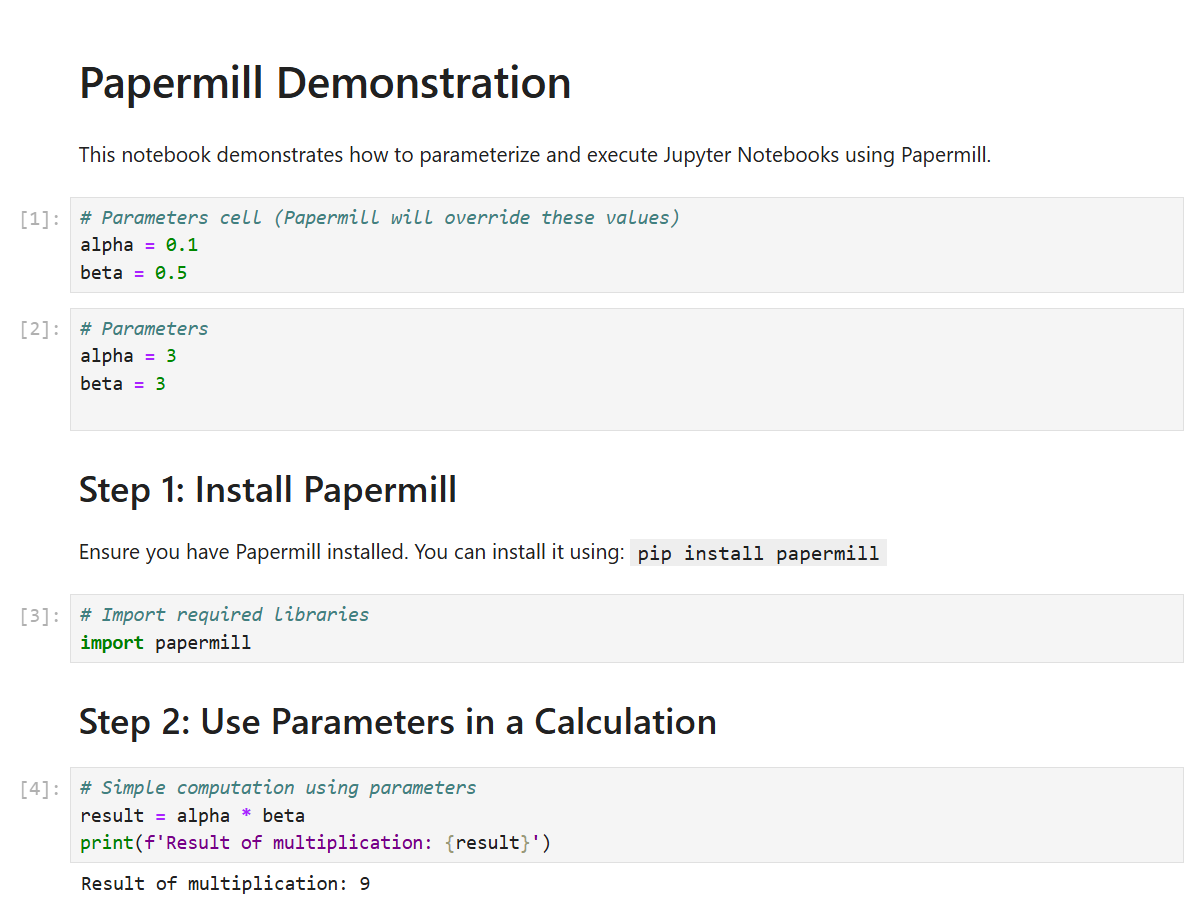 Papermill Demonstration
This notebook demonstrates how to parameterize and execute Jupyter Notebooks using Papermill.
[1]: # Parameters cell (Papermill will override these values)
alpha = 0.1
beta = 0.5
[2]: # Parameters
alpha = 3
beta = 3
Step 1: Install Papermill
Ensure you have Papermill installed. You can install it using: pip install papermill
[3]: # Import required libraries
import papermill
Step 2: Use Parameters in a Calculation
[4]: # Simple computation using parameters
result = alpha * beta
print(f'Result of multiplication: {result}')
Result of multiplication: 9